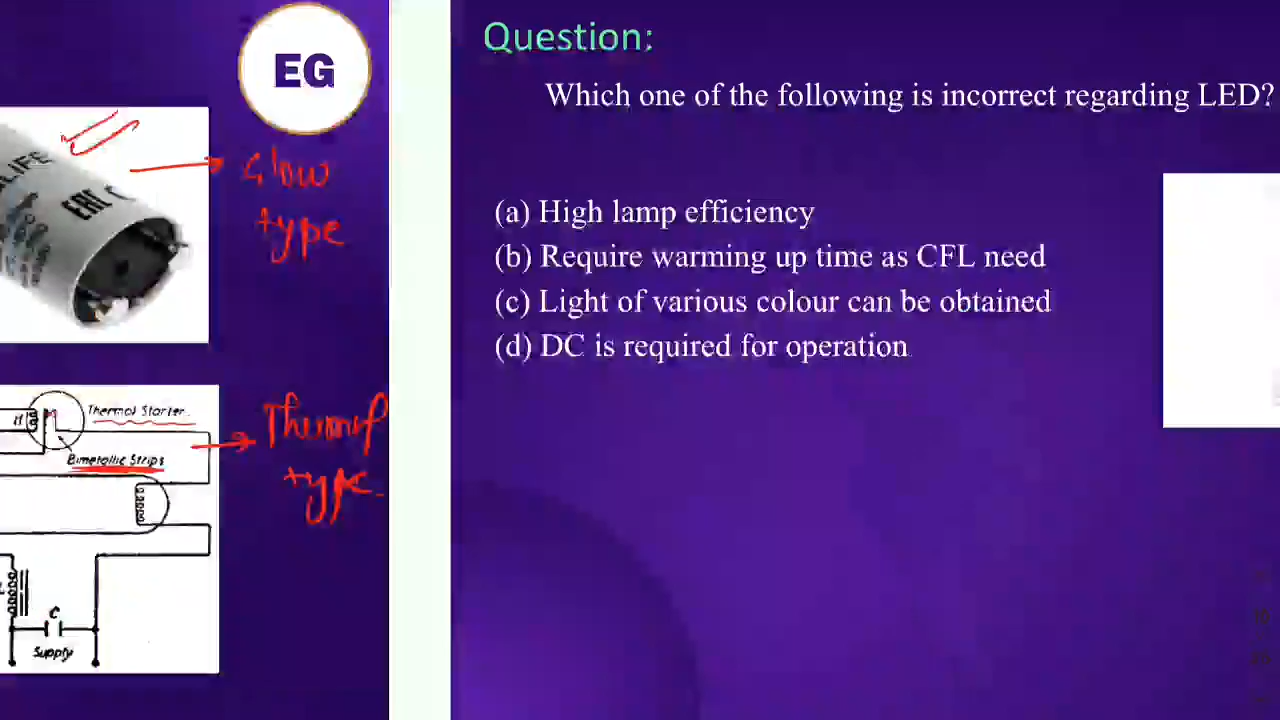 EG
LIFE
EAC
Glow
type
Thermal Starter.
H
Bimetallic Strips
Thermal
type.
C
Supply
Question:
Which one of the following is incorrect regarding LED?
(a) High lamp efficiency
(b) Require warming up time as CFL need
(c) Light of various colour can be obtained
(d) DC is required for operation